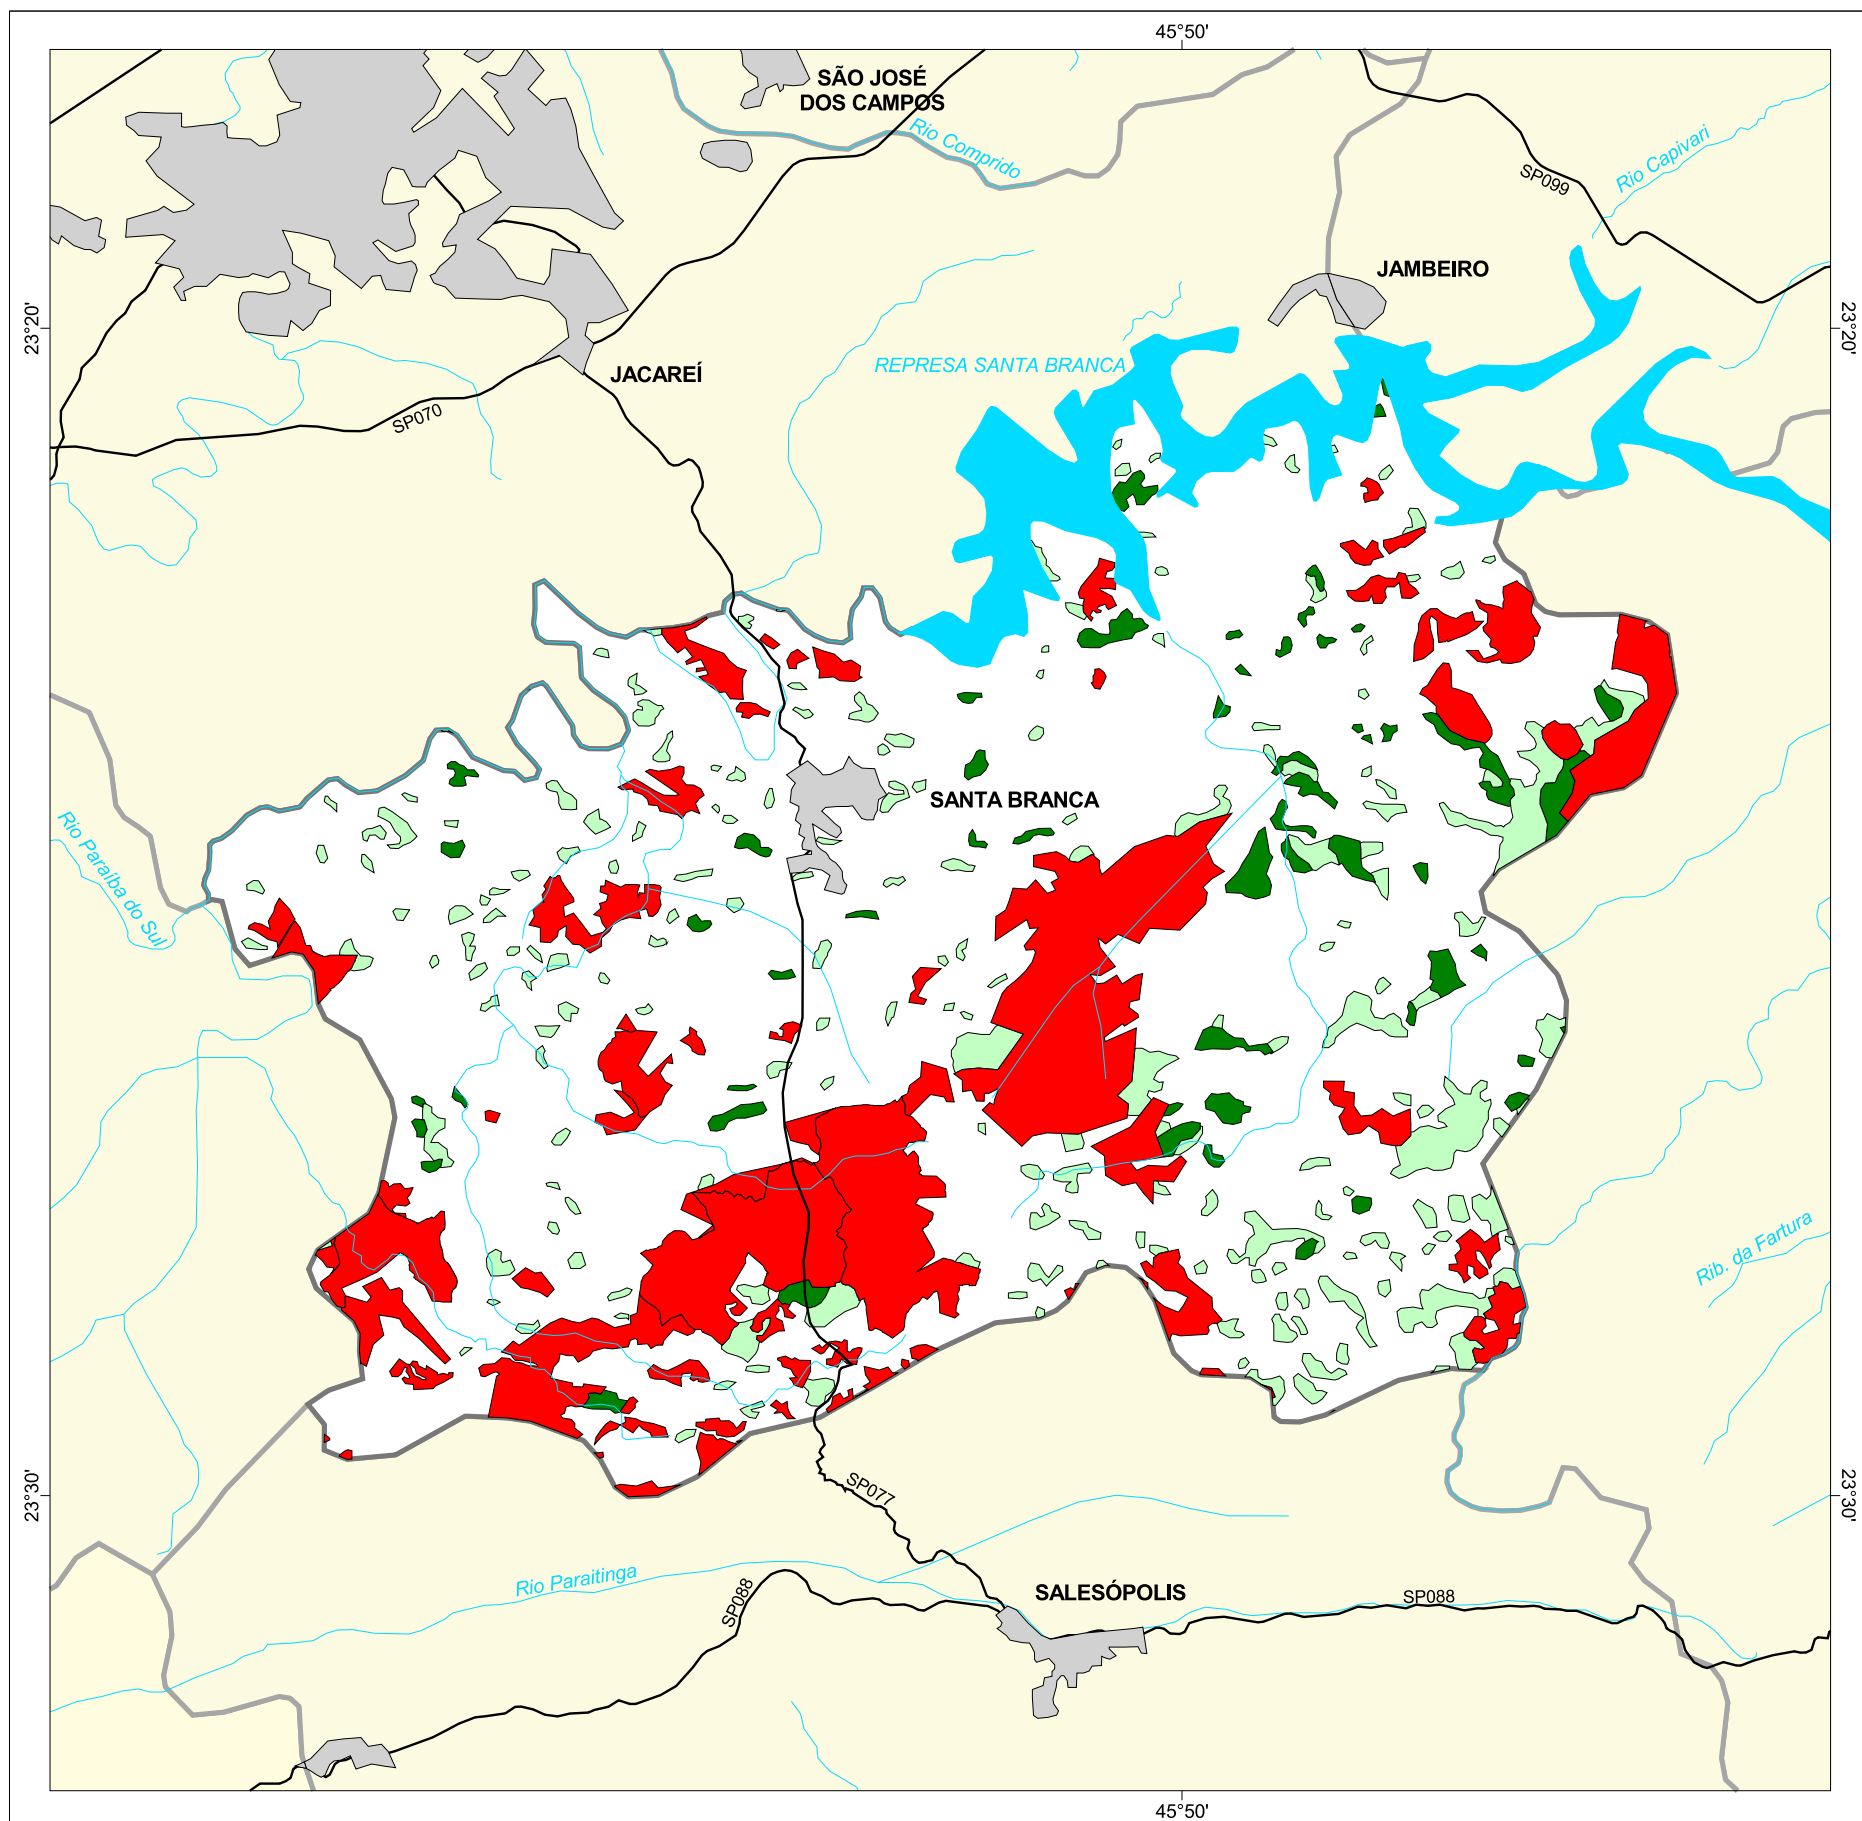 45°50'
SÃO JOSÉ
DOS CAMPOS
Rio Comprido
SP099
Rio Capivari
JAMBEIRO
23°20'
23°20'
REPRESA SANTA BRANCA
JACAREÍ
SP070
SANTA BRANCA
Rio Paraíba do Sul
Rib. da Fartura
23°30'
23°30'
SP077
Rio Paraitinga
SP088
SALESÓPOLIS
SP088
45°50'